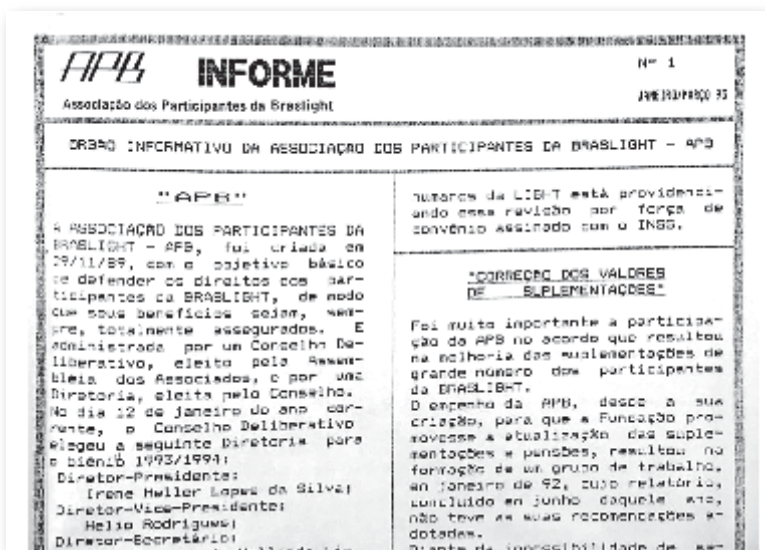 APB INFORME
Nº 1
Associação dos Participantes da Braslight
JANEIRO/MARÇO 93
ORGÃO INFORMATIVO DA ASSOCIAÇÃO DOS PARTICIPANTES DA BRASLIGHT - APB
"APB"
A ASSOCIAÇÃO DOS PARTICIPANTES DA
BRASLIGHT - APB, foi criada em
29/11/89, com o objetivo básico
de defender os direitos dos par-
ticipantes da BRASLIGHT, de modo
que seus benefícios sejam, sem-
pre, totalmente assegurados. E
administrada por um Conselho De-
liberativo, eleito pela Assem-
bleia dos Associados, e por uma
Diretoria, eleita pelo Conselho.
No dia 12 de janeiro do ano cor-
rente, o Conselho Deliberativo
elegeu a seguinte Diretoria para
o biênio 1993/1994:
Diretor-Presidente:
Irene Heller Lopes da Silva;
Diretor-Vice-Presidente:
Helio Rodrigues;
Diretor-Secretário:
humanos da LIGHT está providenci-
ando essa revisão por força de
convênio assinado com o INSS.
"CORREÇÃO DOS VALORES
DE SUPLEMENTAÇÕES"
Foi muito importante a participa-
ção da APB no acordo que resultou
na melhoria das suplementações de
grande número dos participantes
da BRASLIGHT.
O empenho da APB, desde a sua
criação, para que a Fundação pro-
movesse a atualização das suple-
mentações e pensões, resultou na
formação de um grupo de trabalho,
en janeiro de 92, cujo relatório,
concluído en junho daquele ano,
não teve as suas recomendações a-
dotadas.
Diante da impossibilidade de